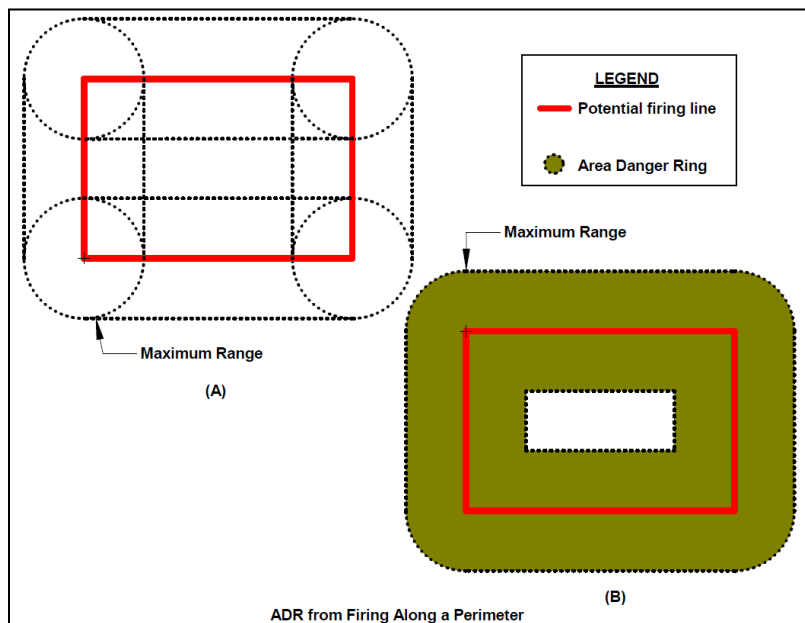 LEGEND
Potential firing line
Area Danger Ring
Maximum Range
Maximum Range
(A)
(B)
ADR from Firing Along a Perimeter